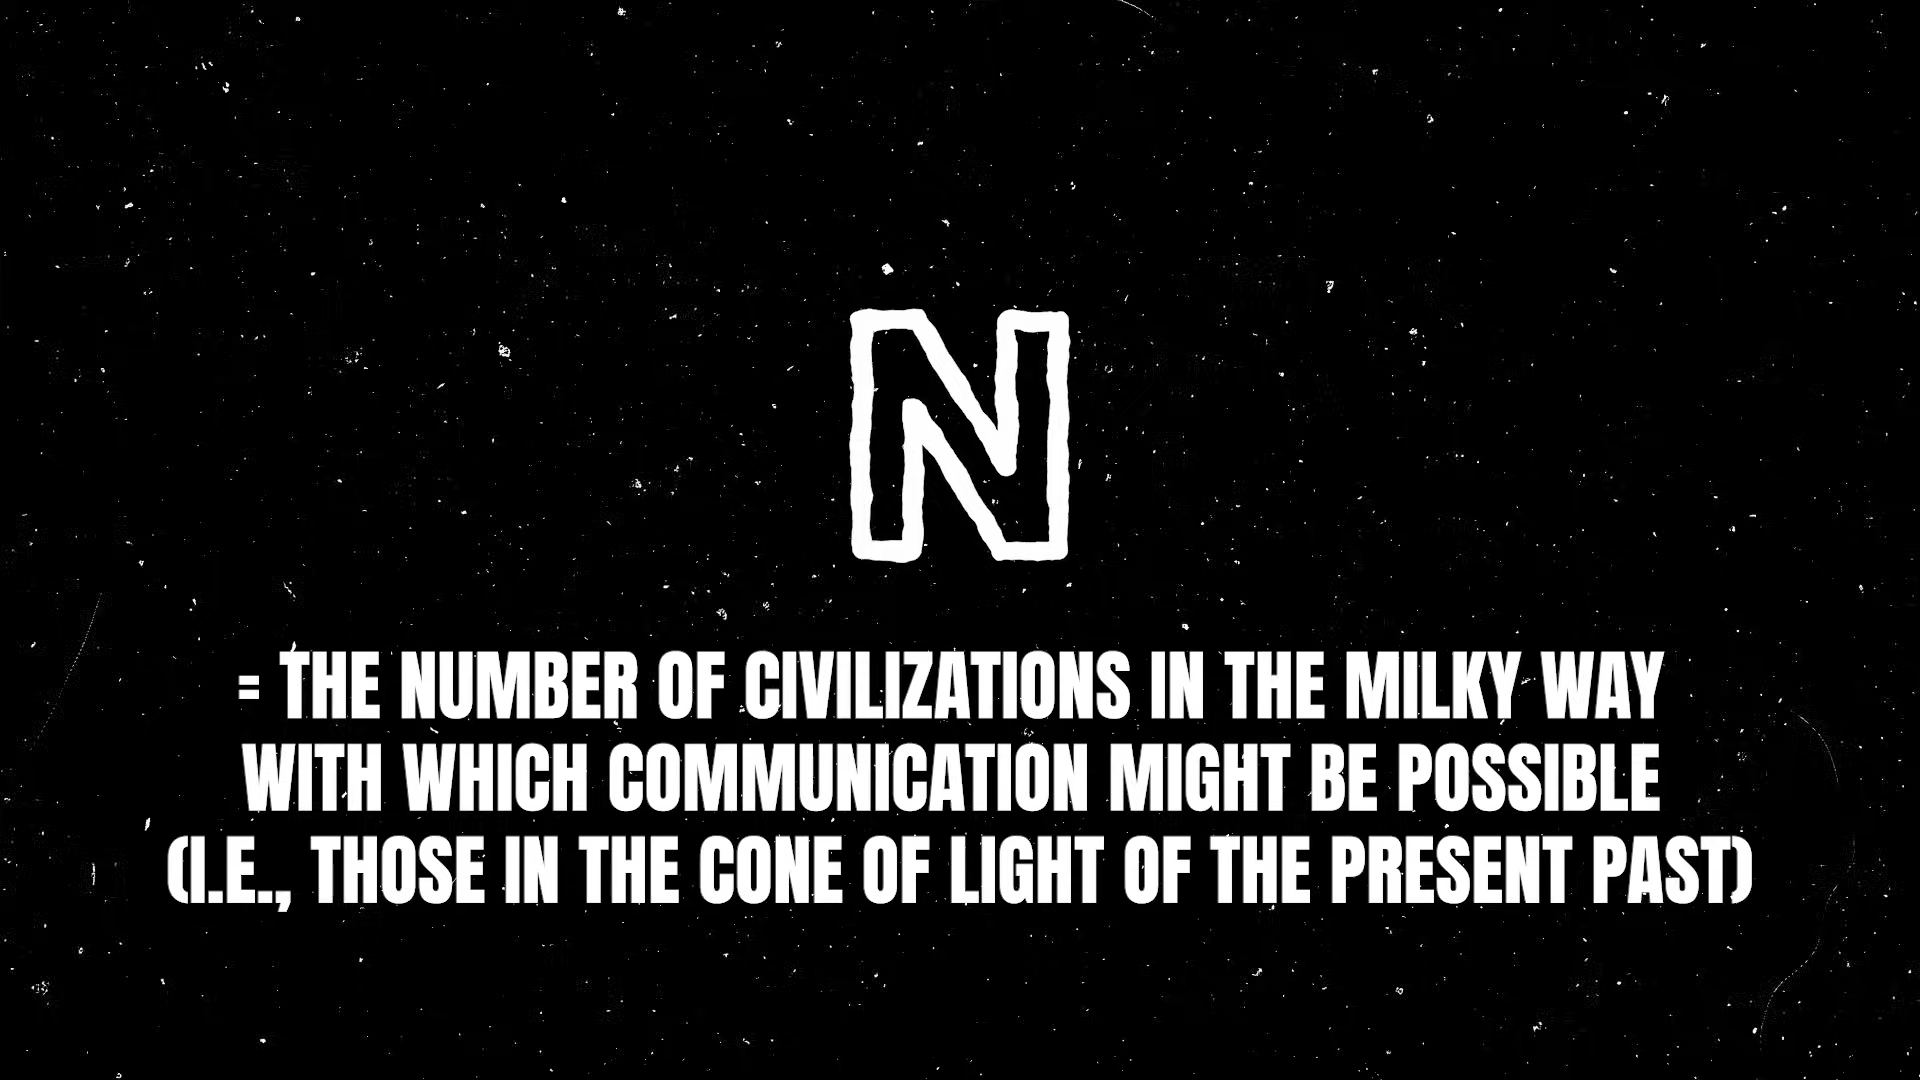 N
= THE NUMBER OF CIVILIZATIONS IN THE MILKY WAY
WITH WHICH COMMUNICATION MIGHT BE POSSIBLE
(I.E., THOSE IN THE CONE OF LIGHT OF THE PRESENT PAST)